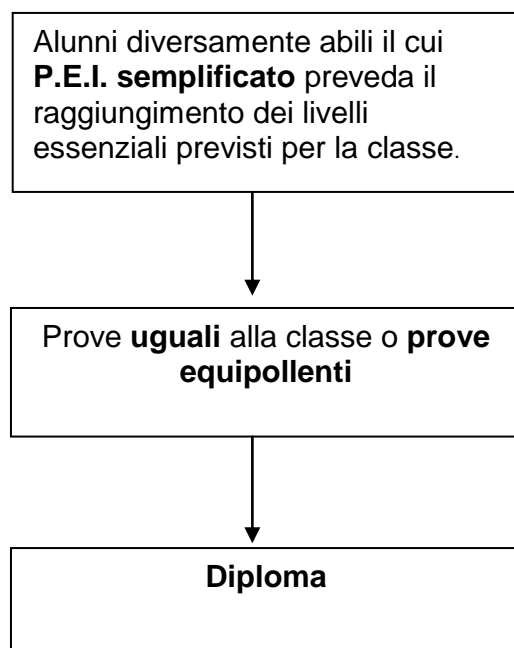 Alunni diversamente abili il cui
P.E.I. semplificato preveda il
raggiungimento dei livelli
essenziali previsti per la classe.
Prove uguali alla classe o prove
equipollenti
Diploma